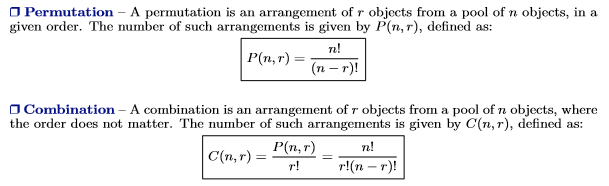 ❒ Permutation – A permutation is an arrangement of r objects from a pool of n objects, in a
given order. The number of such arrangements is given by P(n, r), defined as:
P(n, r) = n! / (n − r)!
❒ Combination – A combination is an arrangement of r objects from a pool of n objects, where
the order does not matter. The number of such arrangements is given by C(n, r), defined as:
C(n, r) = P(n, r) / r! = n! / r!(n − r)!